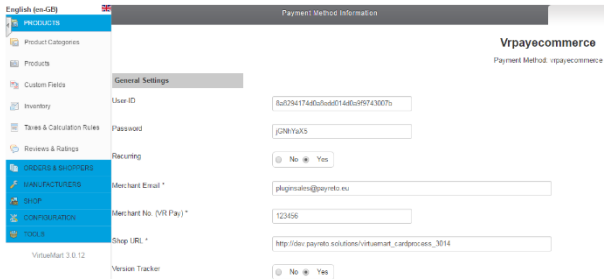 English (en-GB)
Payment Method Information
PRODUCTS
Product Categories
Vrpayecommerce
Products
Payment Method: vrpayecommerce
Custom Fields
General Settings
Inventory
User-ID
Taxes & Calculation Rules
Password
jGNhYaX5
Reviews & Ratings
Recurring
No Yes
ORDERS & SHOPPERS
MANUFACTURERS
Merchant Email *
pluginsales@payreto.eu
SHOP
CONFIGURATION
Merchant No. (VR Pay) *
123456
TOOLS
Shop URL *
http://dev.payreto.solutions/virtuemart_cardprocess_3014
VirtueMart 3.0.12
Version Tracker
No Yes